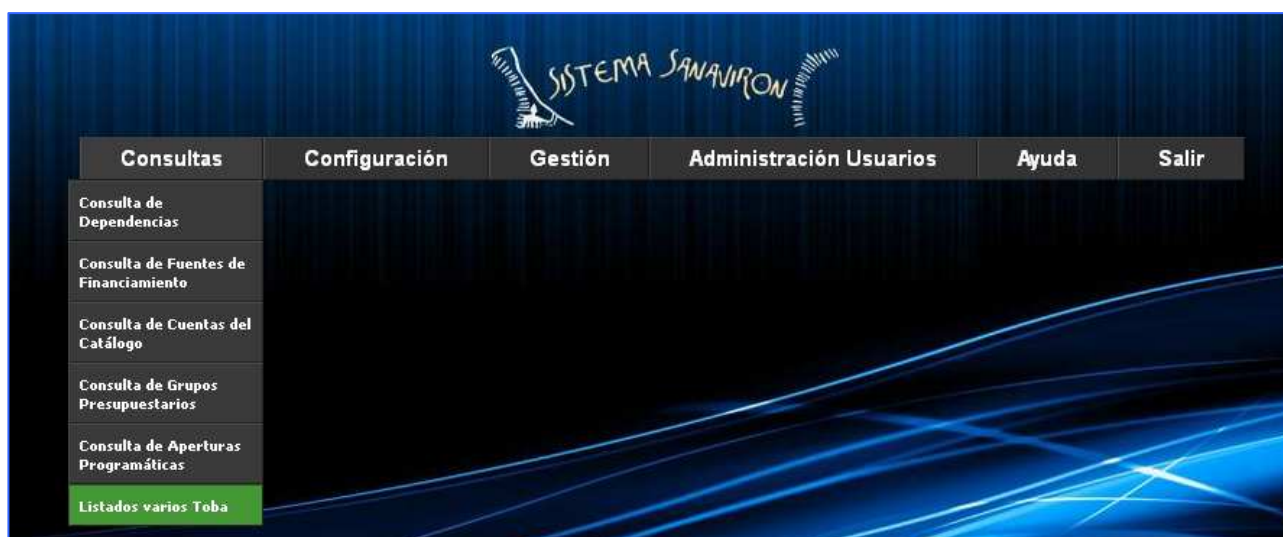 SISTEMA SANAVIRON
Consultas Configuración Gestión Administración Usuarios Ayuda Salir
Consulta de
Dependencias
Consulta de Fuentes de
Financiamiento
Consulta de Cuentas del
Catálogo
Consulta de Grupos
Presupuestarios
Consulta de Aperturas
Programáticas
Listados varios Toba